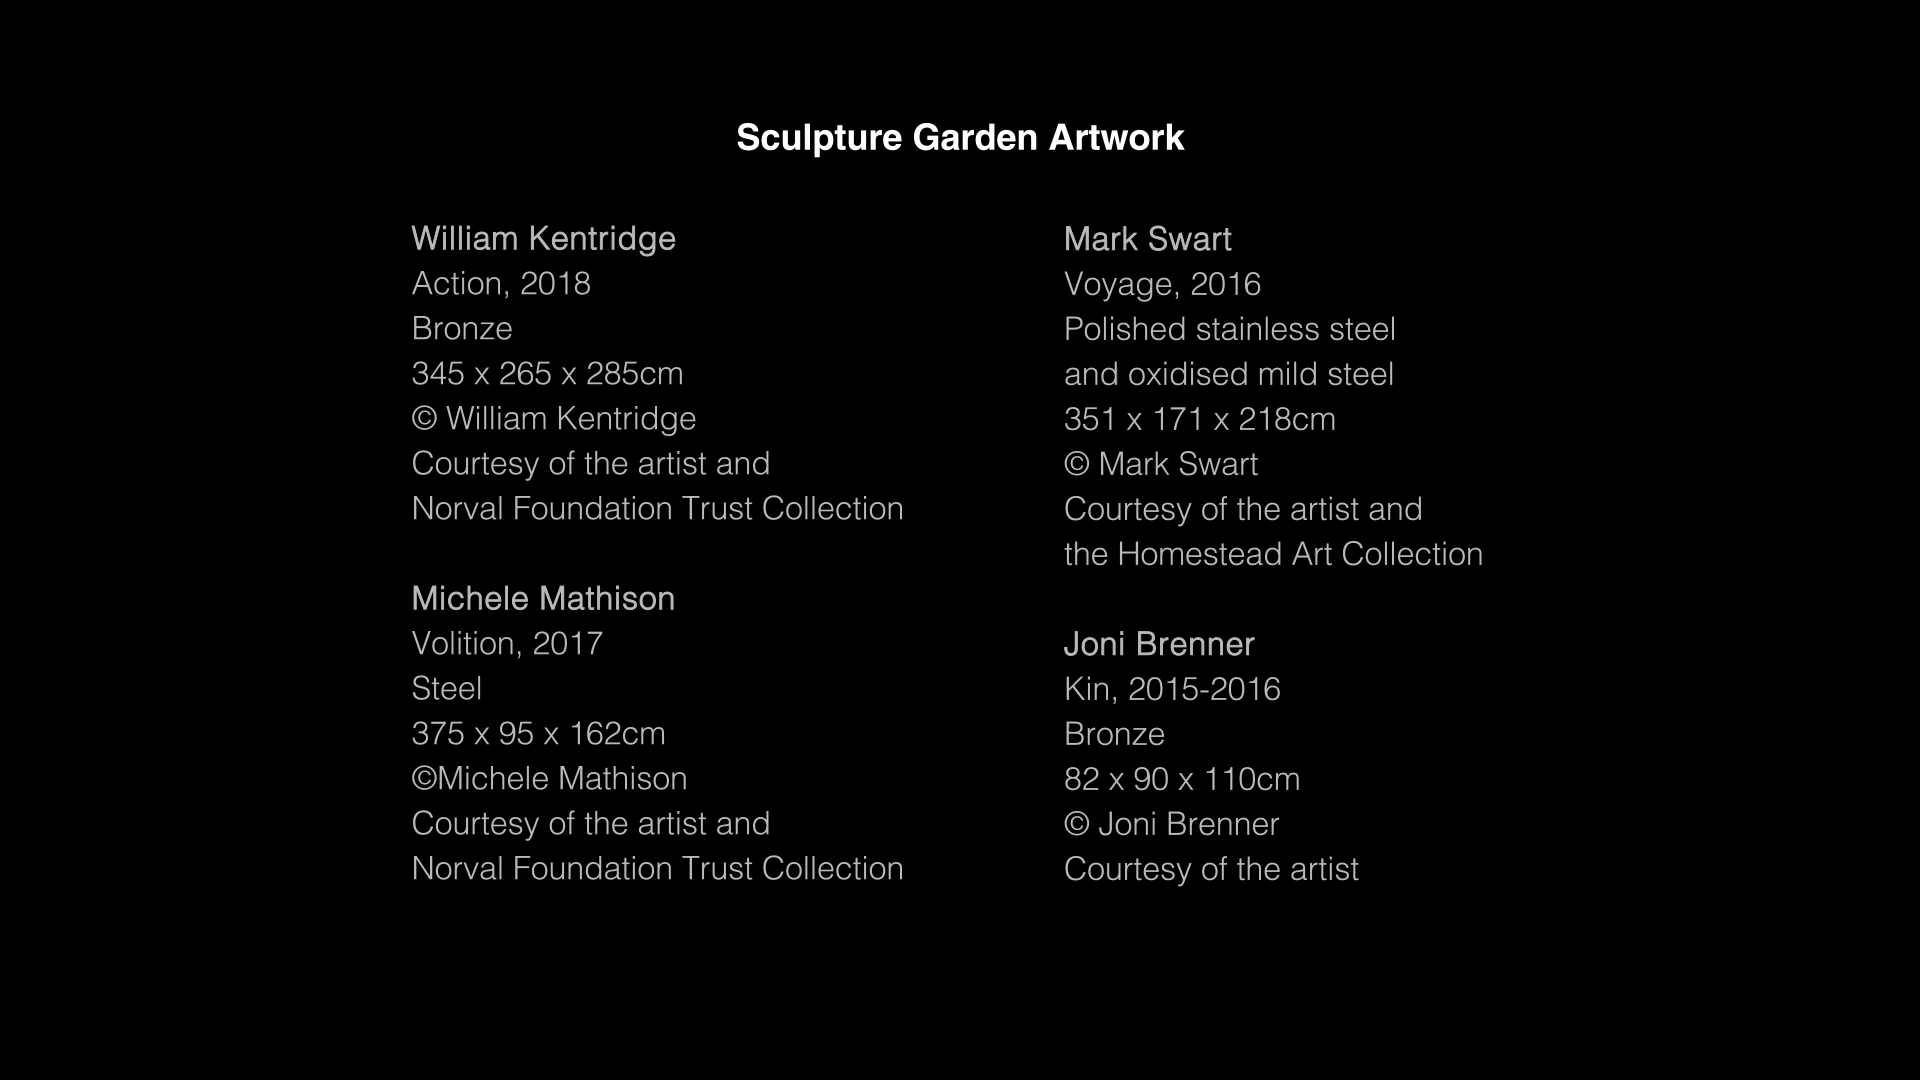 Sculpture Garden Artwork
William Kentridge
Action, 2018
Bronze
345 x 265 x 285cm
© William Kentridge
Courtesy of the artist and
Norval Foundation Trust Collection
Michele Mathison
Volition, 2017
Steel
375 x 95 x 162cm
©Michele Mathison
Courtesy of the artist and
Norval Foundation Trust Collection
Mark Swart
Voyage, 2016
Polished stainless steel
and oxidised mild steel
351 x 171 x 218cm
© Mark Swart
Courtesy of the artist and
the Homestead Art Collection
Joni Brenner
Kin, 2015-2016
Bronze
82 x 90 x 110cm
© Joni Brenner
Courtesy of the artist